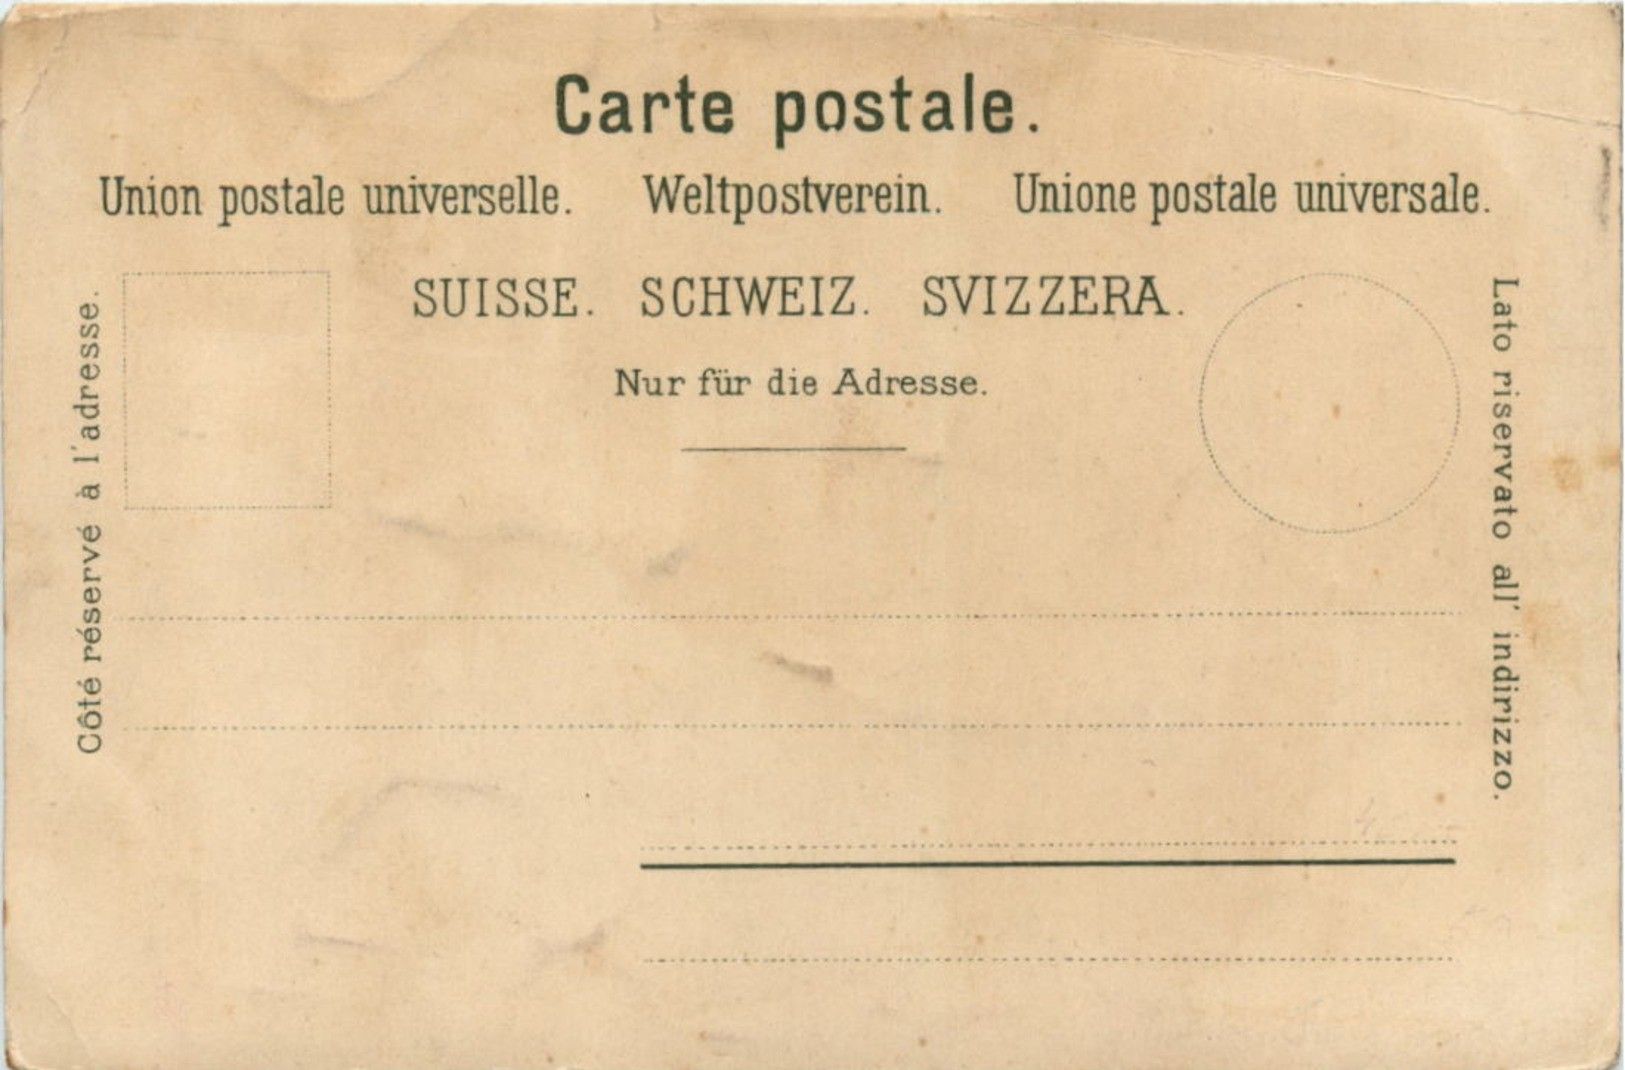 Carte postale.
Union postale universelle. Weltpostverein. Unione postale universale.
SUISSE. SCHWEIZ. SVIZZERA.
Nur für die Adresse.
Côté réservé à l'adresse.
Lato riservato all' indirizzo.